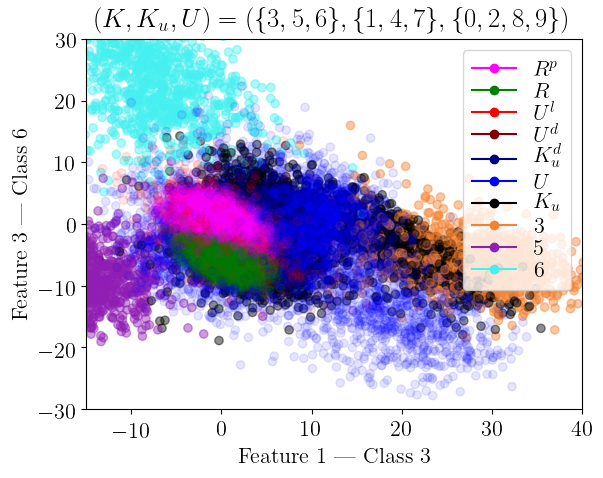 (K, K_u, U) = ({3, 5, 6}, {1, 4, 7}, {0, 2, 8, 9})
30
20
10
0
−10
−20
−30
Feature 3 — Class 6
R^p
R
U^l
U^d
K_u^d
U
K_u
3
5
6
−10
0
10
20
30
40
Feature 1 — Class 3